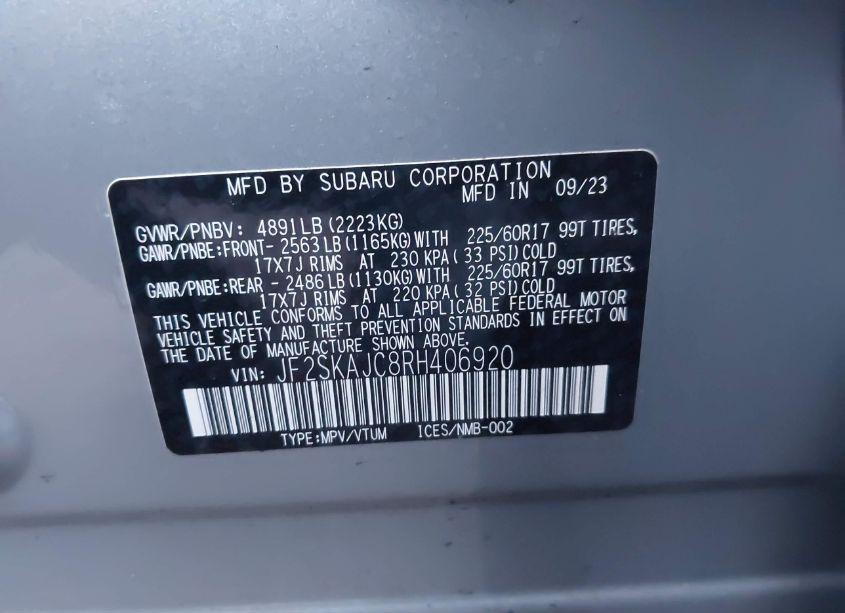 MFD BY SUBARU CORPORATION
MFD IN 09/23
GVWR/PNBV: 4891LB (2223KG)
GAWR/PNBE:FRONT- 2563LB(1165KG)WITH 225/60R17 99T TIRES,
17X7J RIMS AT 230 KPA( 33 PSI)COLD
GAWR/PNBE:REAR - 2486LB(1130KG)WITH 225/60R17 99T TIRES,
17X7J RIMS AT 220 KPA( 32 PSI)COLD
THIS VEHICLE CONFORMS TO ALL APPLICABLE FEDERAL MOTOR
VEHICLE SAFETY AND THEFT PREVENTION STANDARDS IN EFFECT ON
THE DATE OF MANUFACTURE SHOWN ABOVE.
VIN: JF2SKAJC8RH406920
TYPE:MPV/VTUM ICES/NMB-002